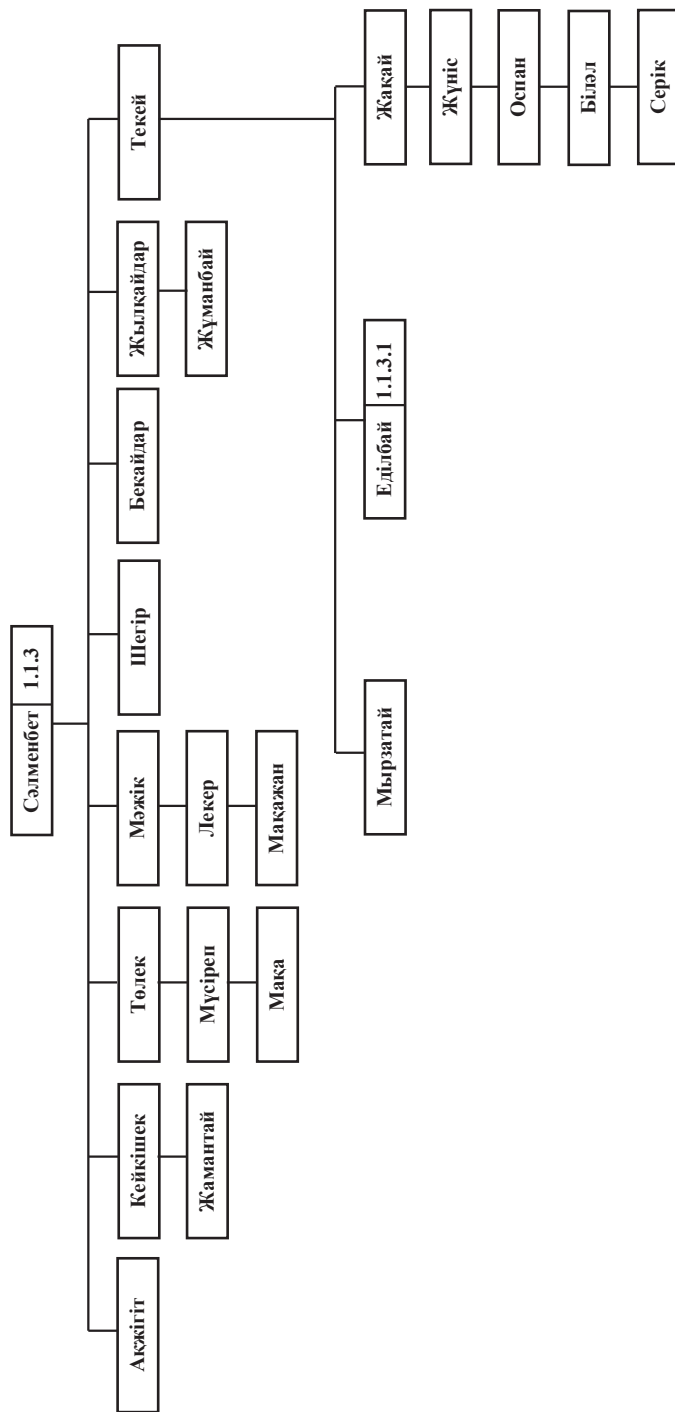 Сәлменбет 1.1.3
Ақжігіт
Кейкішек
Төлек
Мәжік
Шегір
Бекайдар
Жылқайдар
Текей
Жамантай
Мүсіреп
Лекер
Жұманбай
Мақа
Мақажан
Мырзатай
Еділбай 1.1.3.1
Жақай
Жүніс
Оспан
Біләл
Серік